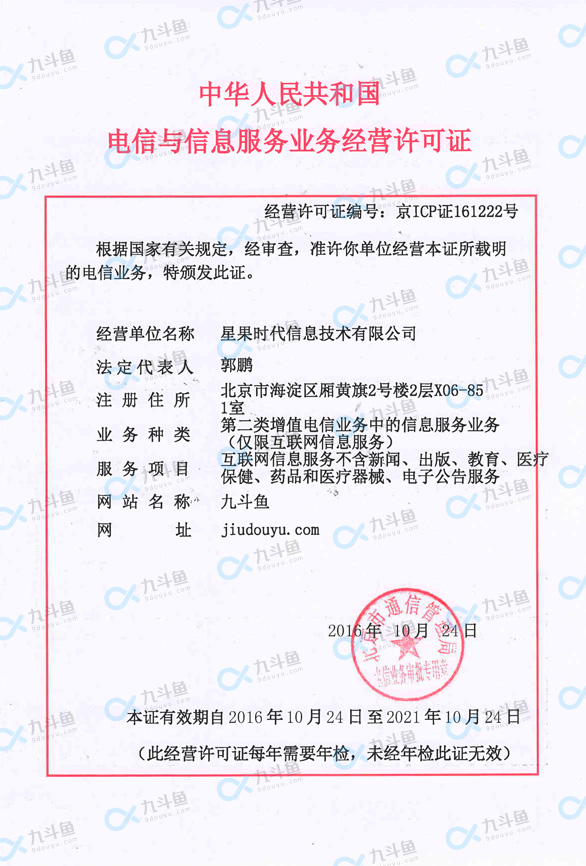 中华人民共和国
电信与信息服务业务经营许可证
经营许可证编号：京ICP证161222号
根据国家有关规定，经审查，准许你单位经营本证所载明
的电信业务，特颁发此证。
经营单位名称 星果时代信息技术有限公司
法定代表人 郭鹏
注册住所 北京市海淀区厢黄旗2号楼2层X06-85
1室
业务种类 第二类增值电信业务中的信息服务业务
（仅限互联网信息服务）
服务项目 互联网信息服务不含新闻、出版、教育、医疗
保健、药品和医疗器械、电子公告服务
网站名称 九斗鱼
网址 jiudouyu.com
北京市通信管理局
电信业务审批专用章
2016年 10月 24日
本证有效期自2016年10月24日至2021年10月24日
（此经营许可证每年需要年检，未经年检此证无效）
九斗鱼
9douyu.com